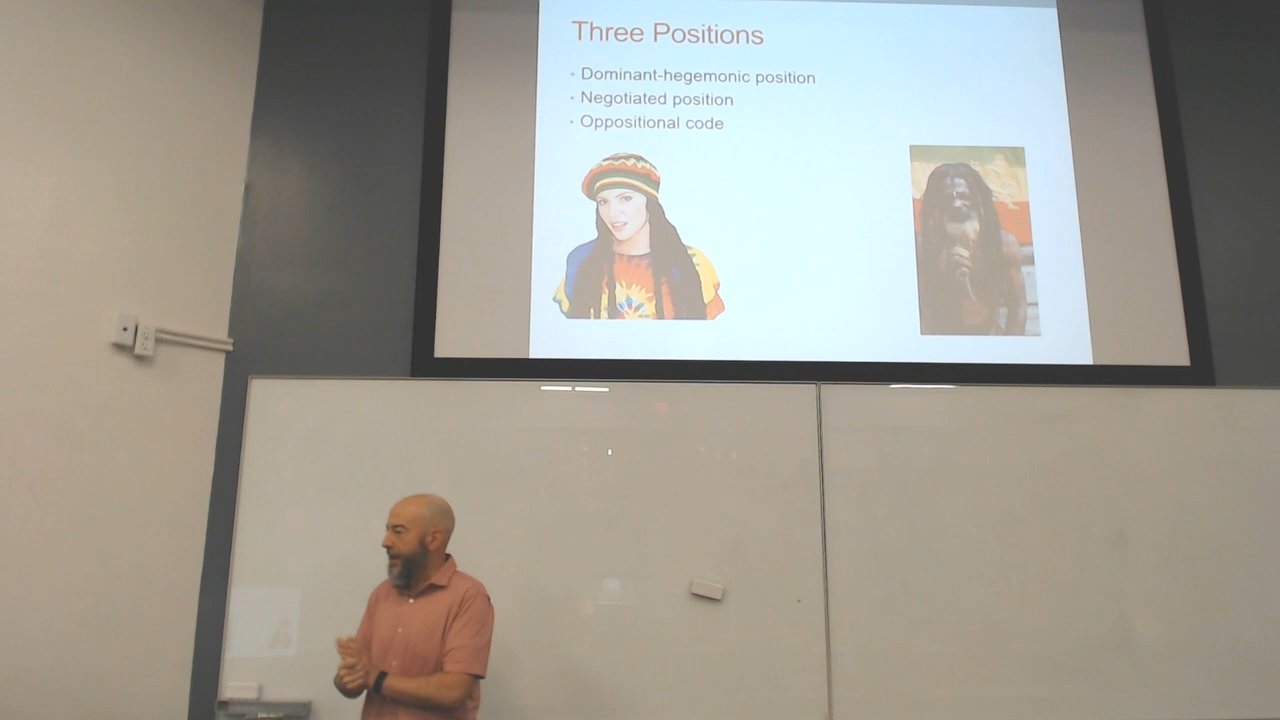 Three Positions
• Dominant-hegemonic position
• Negotiated position
• Oppositional code